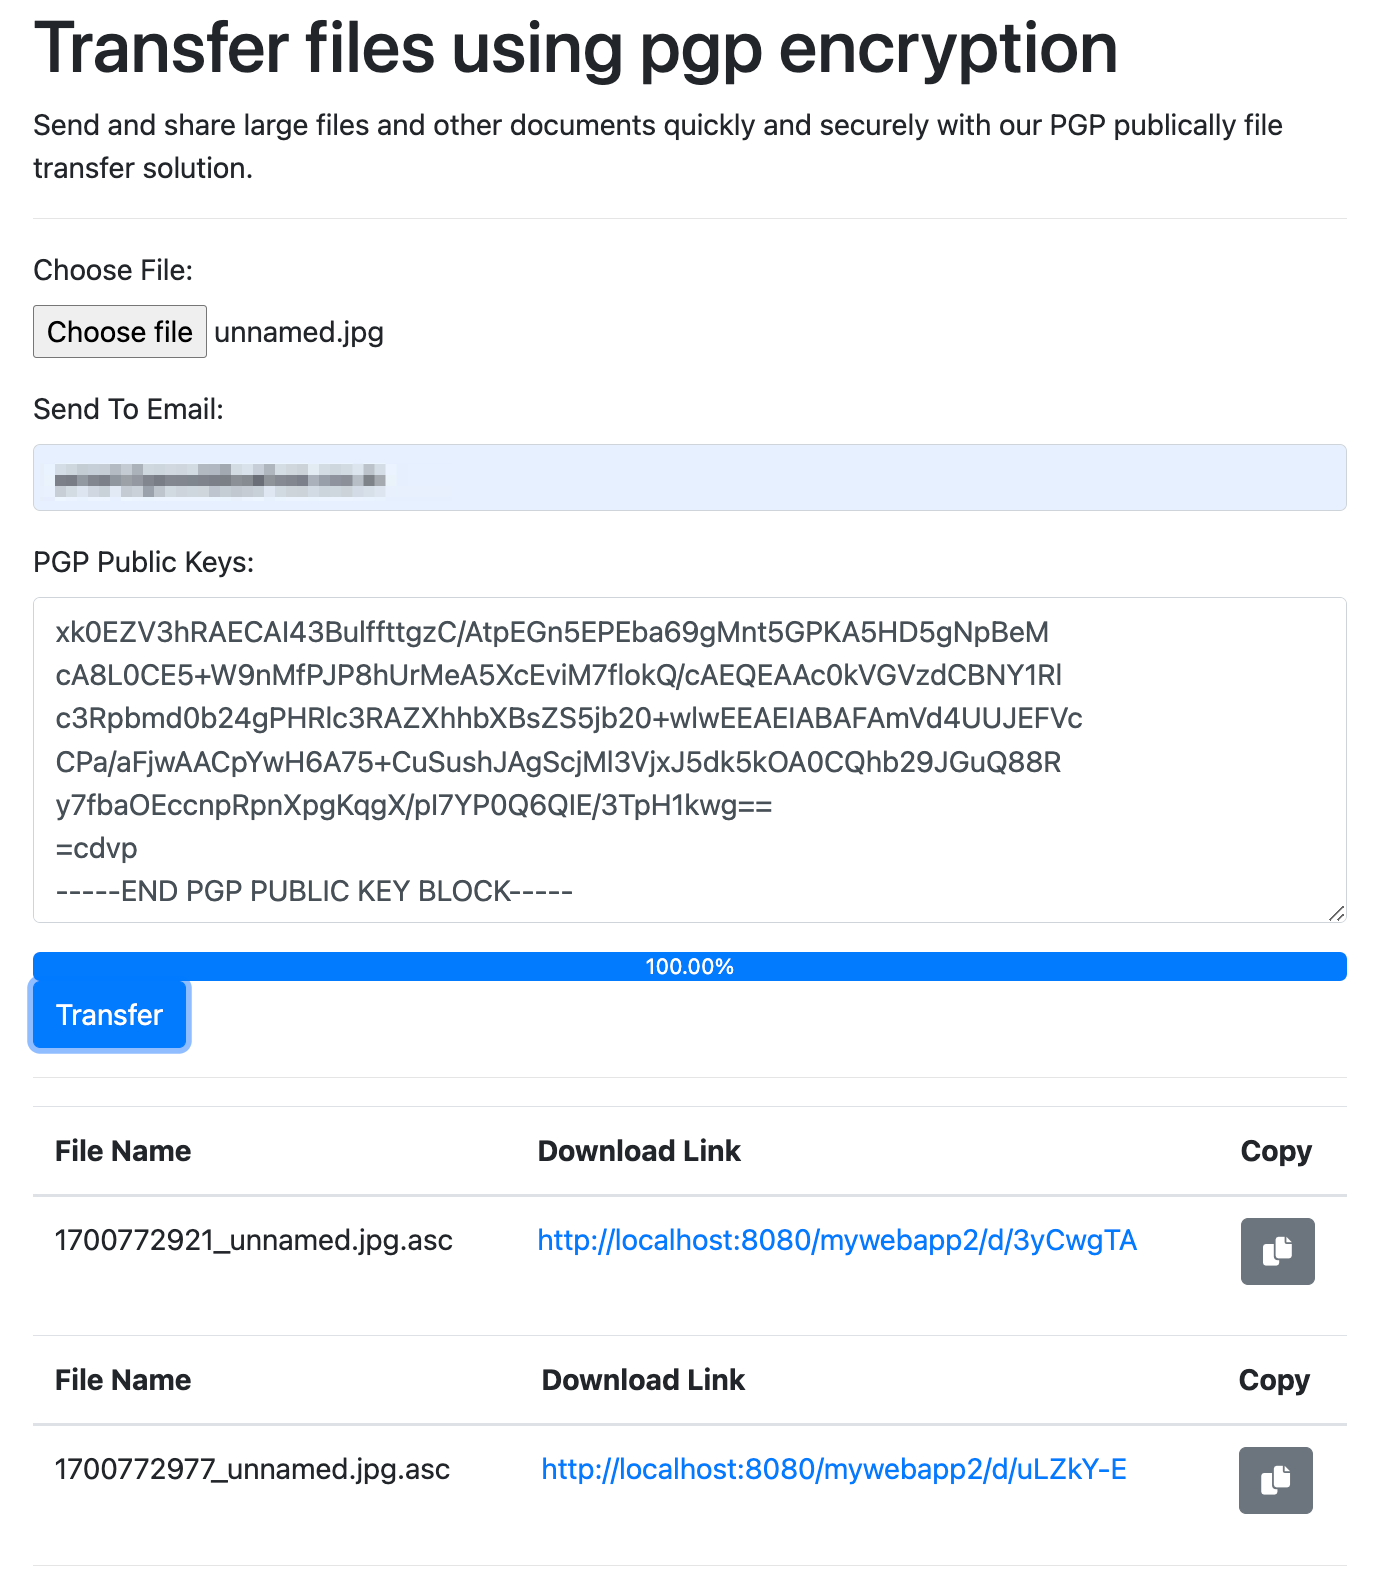 Transfer files using pgp encryption
Send and share large files and other documents quickly and securely with our PGP publically file
transfer solution.
Choose File:
Choose file unnamed.jpg
Send To Email:
PGP Public Keys:
xk0EZV3hRAECAI43BulffttgzC/AtpEGn5EPEba69gMnt5GPKA5HD5gNpBeM
cA8L0CE5+W9nMfPJP8hUrMeA5XcEviM7flokQ/cAEQEAAc0kVGVzdCBNY1Rl
c3Rpbmd0b24gPHRlc3RAZXhhbXBsZS5jb20+wlwEEAEIABAFAmVd4UUJEFVc
CPa/aFjwAACpYwH6A75+CuSushJAgScjMl3VjxJ5dk5kOA0CQhb29JGuQ88R
y7fbaOEccnpRpnXpgKqgX/pI7YP0Q6QIE/3TpH1kwg==
=cdvp
-----END PGP PUBLIC KEY BLOCK-----
100.00%
Transfer
File Name Download Link Copy
1700772921_unnamed.jpg.asc http://localhost:8080/mywebapp2/d/3yCwgTA
File Name Download Link Copy
1700772977_unnamed.jpg.asc http://localhost:8080/mywebapp2/d/uLZkY-E